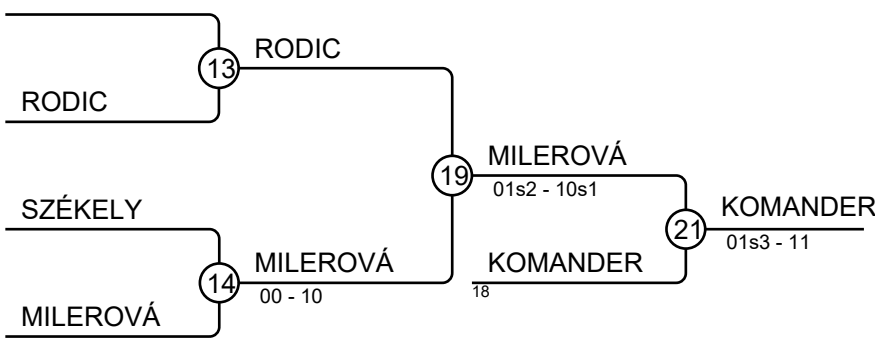 RODIC
13
RODIC
MILEROVÁ
19
01s2 - 10s1
SZÉKELY
KOMANDER
21
01s3 - 11
MILEROVÁ
14
00 - 10
KOMANDER
18
MILEROVÁ